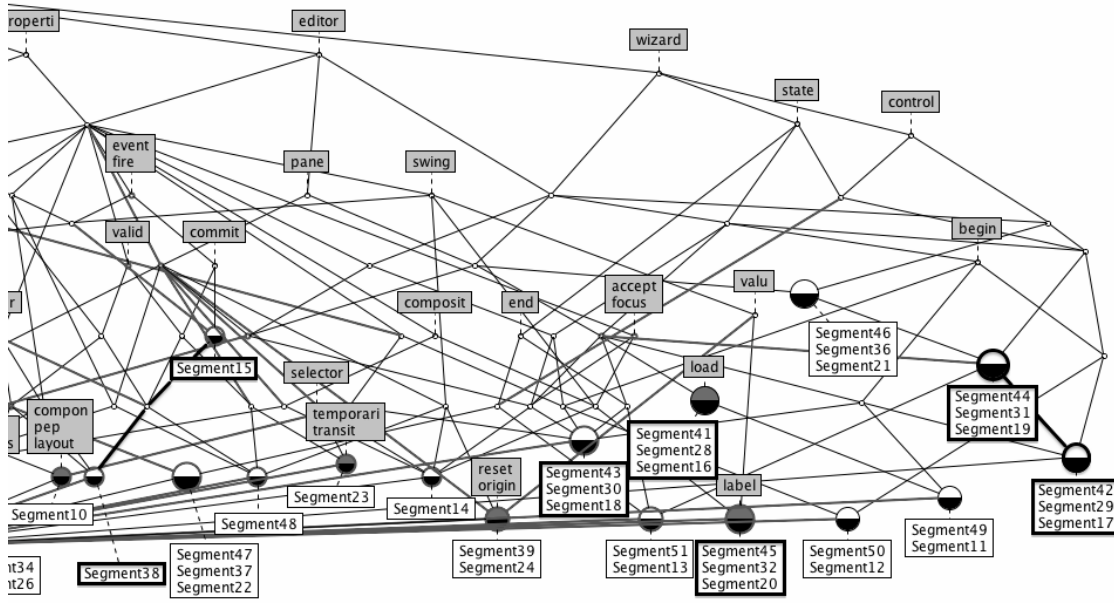 roperti
editor
wizard
state
control
event
fire
pane
swing
valid
commit
begin
r
composit
end
accept
focus
valu
Segment46
Segment36
Segment21
Segment15
selector
load
Segment44
Segment31
Segment19
compon
pep
layout
s
temporari
transit
Segment41
Segment28
Segment16
Segment43
Segment30
Segment18
reset
origin
label
Segment42
Segment29
Segment17
Segment23
Segment14
Segment10
Segment48
Segment49
Segment11
Segment39
Segment24
Segment51
Segment13
Segment45
Segment32
Segment20
Segment50
Segment12
Segment47
Segment37
Segment22
Segment38
nt34
nt26